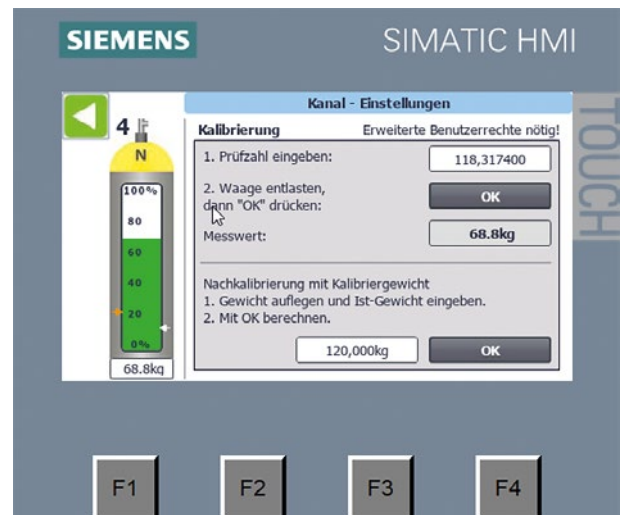 SIEMENS
SIMATIC HMI
TOUCH
Kanal - Einstellungen
4
Kalibrierung
Erweiterte Benutzerrechte nötig!
N
1. Prüfzahl eingeben:
118,317400
100%
80
60
40
20
0%
68.8kg
2. Waage entlasten,
dann "OK" drücken:
OK
Messwert:
68.8kg
Nachkalibrierung mit Kalibriergewicht
1. Gewicht auflegen und Ist-Gewicht eingeben.
2. Mit OK berechnen.
120,000kg
OK
F1
F2
F3
F4